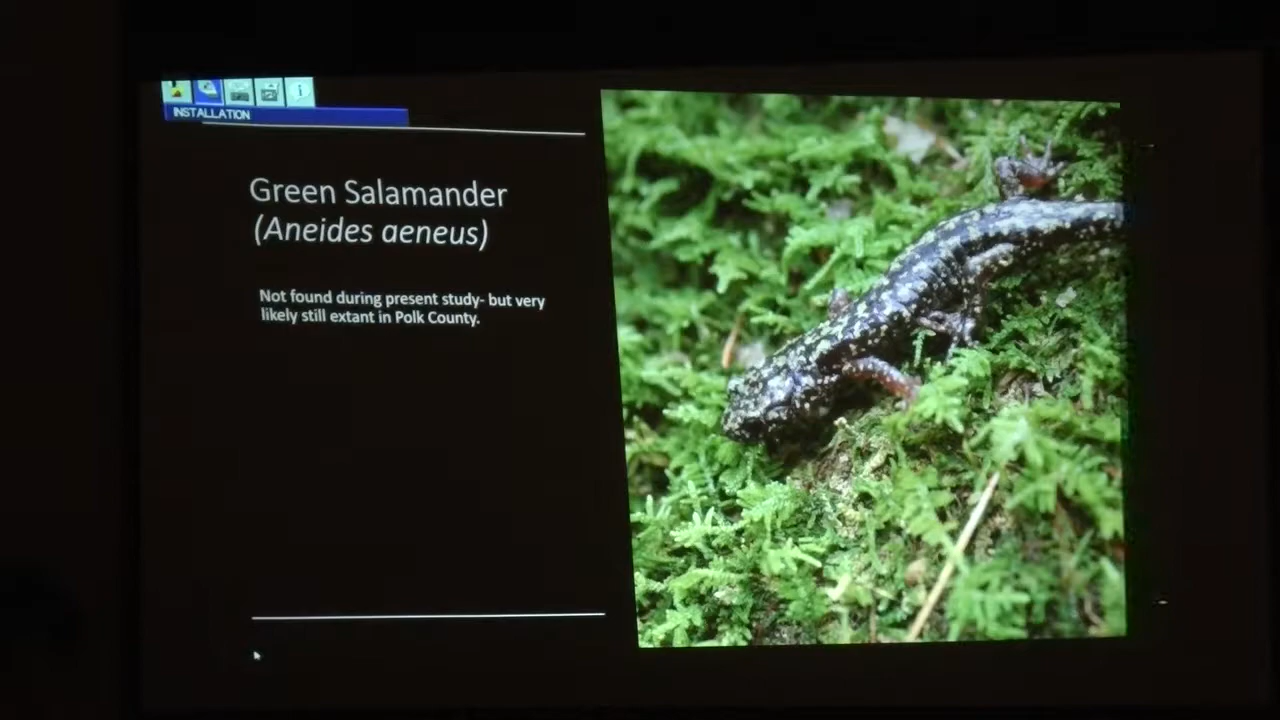 INSTALLATION
Green Salamander
(Aneides aeneus)
Not found during present study- but very
likely still extant in Polk County.